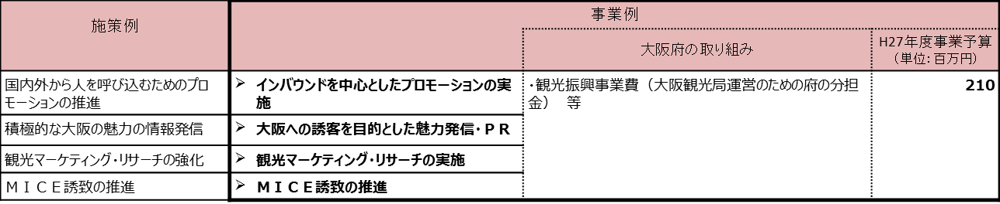 施策例
事業例
大阪府の取り組み
H27年度事業予算
（単位：百万円）
国内外から人を呼び込むためのプロ
モーションの推進
➢ インバウンドを中心としたプロモーションの実
施
・観光振興事業費（大阪観光局運営のための府の分担
金） 等
210
積極的な大阪の魅力の情報発信
➢ 大阪への誘客を目的とした魅力発信・ＰＲ
観光マーケティング・リサーチの強化
➢ 観光マーケティング・リサーチの実施
ＭＩＣＥ誘致の推進
➢ ＭＩＣＥ誘致の推進